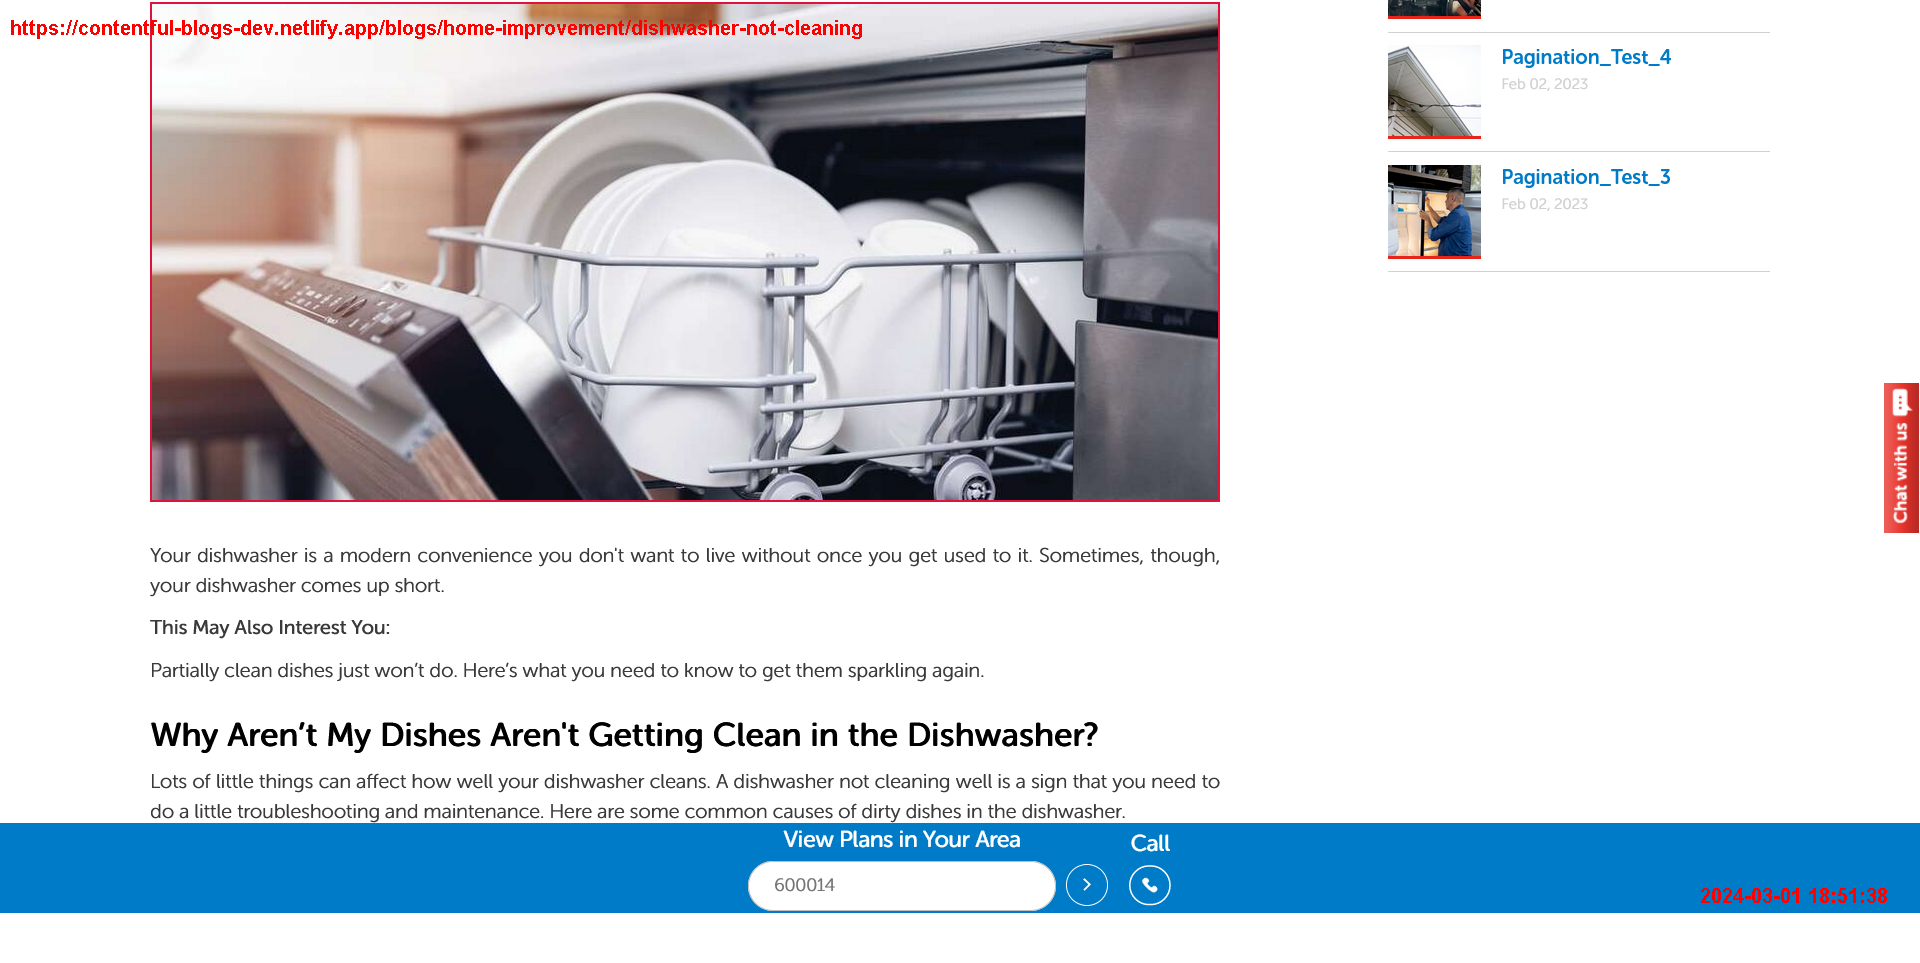 https://contentful-blogs-dev.netlify.app/blogs/home-improvement/dishwasher-not-cleaning
Pagination_Test_4
Feb 02, 2023
Pagination_Test_3
Feb 02, 2023
Chat with us
Your dishwasher is a modern convenience you don't want to live without once you get used to it. Sometimes, though,
your dishwasher comes up short.
This May Also Interest You:
Partially clean dishes just won’t do. Here’s what you need to know to get them sparkling again.
Why Aren’t My Dishes Aren't Getting Clean in the Dishwasher?
Lots of little things can affect how well your dishwasher cleans. A dishwasher not cleaning well is a sign that you need to
do a little troubleshooting and maintenance. Here are some common causes of dirty dishes in the dishwasher.
View Plans in Your Area
Call
600014
2024-03-01 18:51:38